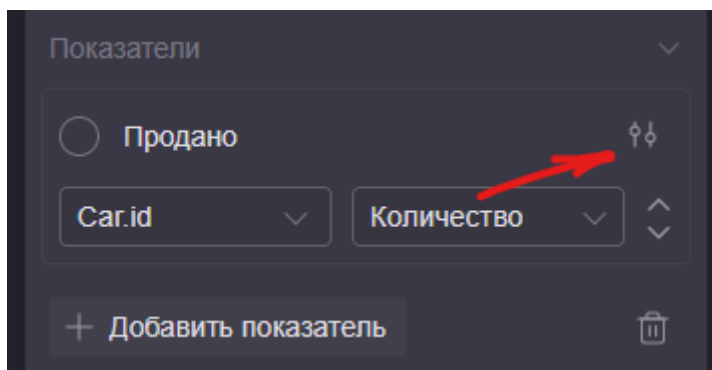 Показатели
Продано
Car.id Количество
Добавить показатель